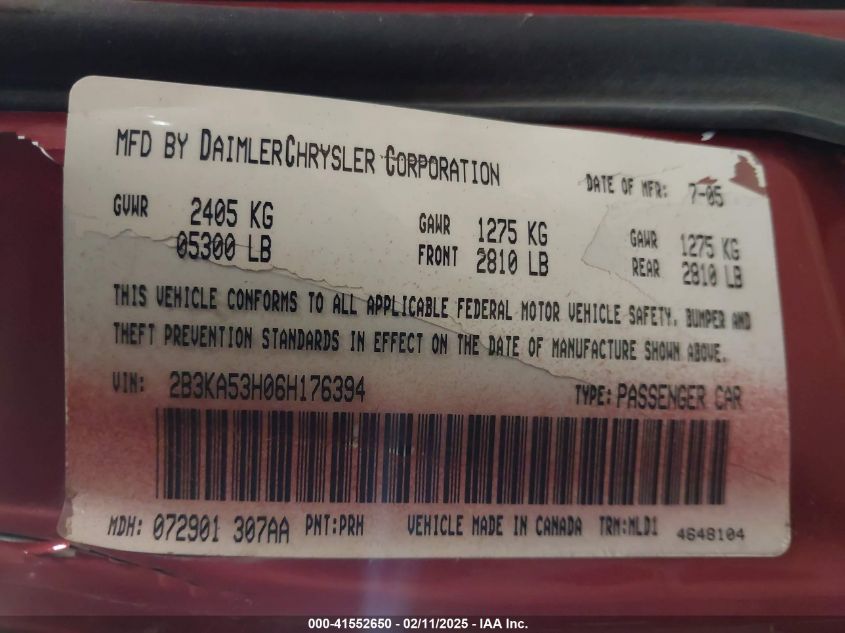 MFD BY DAIMLERCHRYSLER CORPORATION
DATE OF MFR: 7-05
GVWR 2405 KG GAWR 1275 KG GAWR 1275 KG
05300 LB FRONT 2810 LB REAR 2810 LB
THIS VEHICLE CONFORMS TO ALL APPLICABLE FEDERAL MOTOR VEHICLE SAFETY, BUMPER AND
THEFT PREVENTION STANDARDS IN EFFECT ON THE DATE OF MANUFACTURE SHOWN ABOVE.
VIN: 2B3KA53H06H176394 TYPE: PASSENGER CAR
MDH: 072901 307AA PNT: PRH VEHICLE MADE IN CANADA TRM: MLD1 4648104
000-41552650 - 02/11/2025 - IAA Inc.